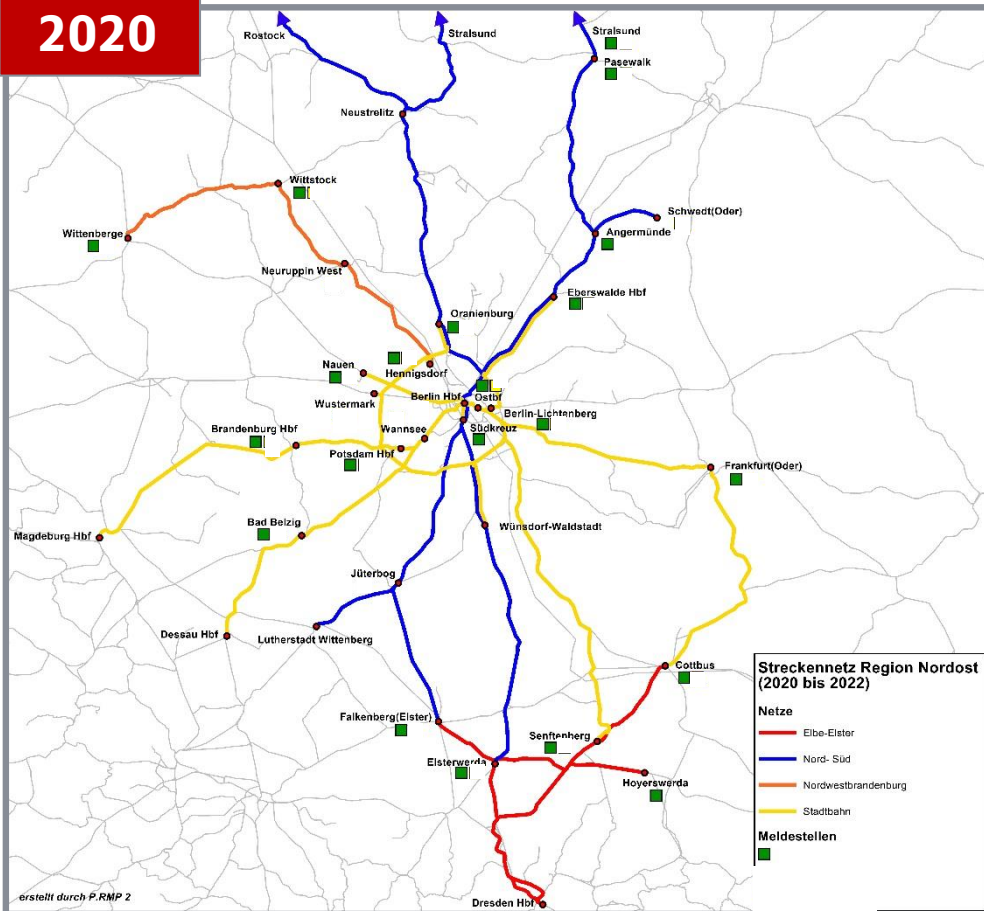 2020
Rostock
Stralsund
Stralsund
Pasewalk
Neustrelitz
Wittstock
Schwedt(Oder)
Wittenberge
Angermünde
Neuruppin West
Eberswalde Hbf
Oranienburg
Nauen
Hennigsdorf
Wustermark
Berlin Hbf
Ostbf
Berlin-Lichtenberg
Brandenburg Hbf
Wannsee
Südkreuz
Potsdam Hbf
Frankfurt(Oder)
Magdeburg Hbf
Bad Belzig
Wünsdorf-Waldstadt
Jüterbog
Dessau Hbf
Lutherstadt Wittenberg
Cottbus
Falkenberg(Elster)
Senftenberg
Elsterwerda
Hoyerswerda
Dresden Hbf
Streckennetz Region Nordost
(2020 bis 2022)
Netze
Elbe-Elster
Nord- Süd
Nordwestbrandenburg
Stadtbahn
Meldestellen
erstellt durch P.RMP 2